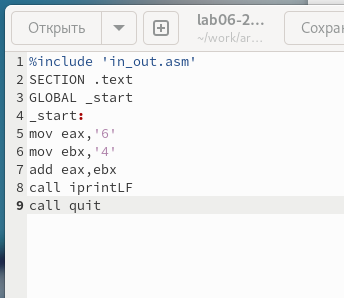 Открыть
lab06-2...
~/work/ar...
Сохран
1 %include 'in_out.asm'
2 SECTION .text
3 GLOBAL _start
4 _start:
5 mov eax,'6'
6 mov ebx,'4'
7 add eax,ebx
8 call iprintLF
9 call quit